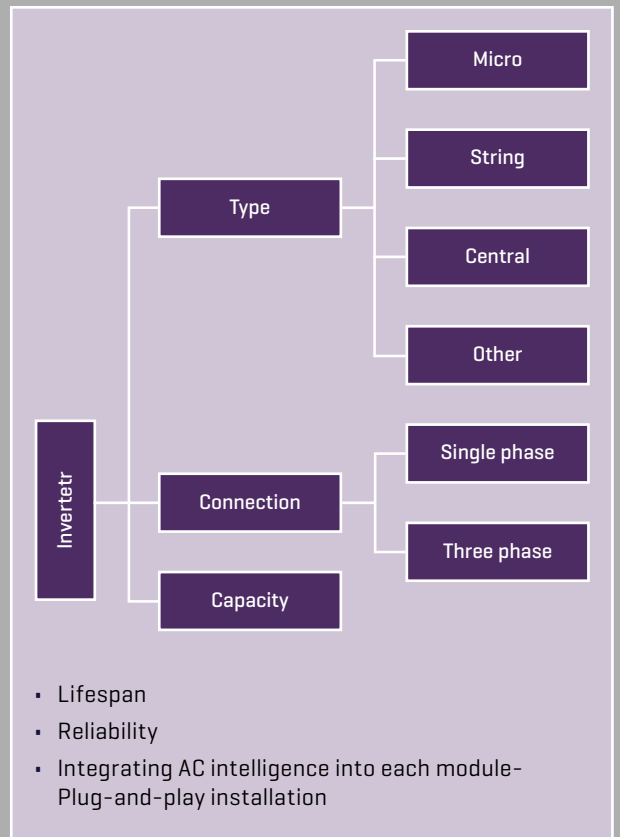 Micro
String
Type
Central
Other
Invertetr
Connection
Single phase
Three phase
Capacity
▪ Lifespan
▪ Reliability
▪ Integrating AC intelligence into each module-
Plug-and-play installation